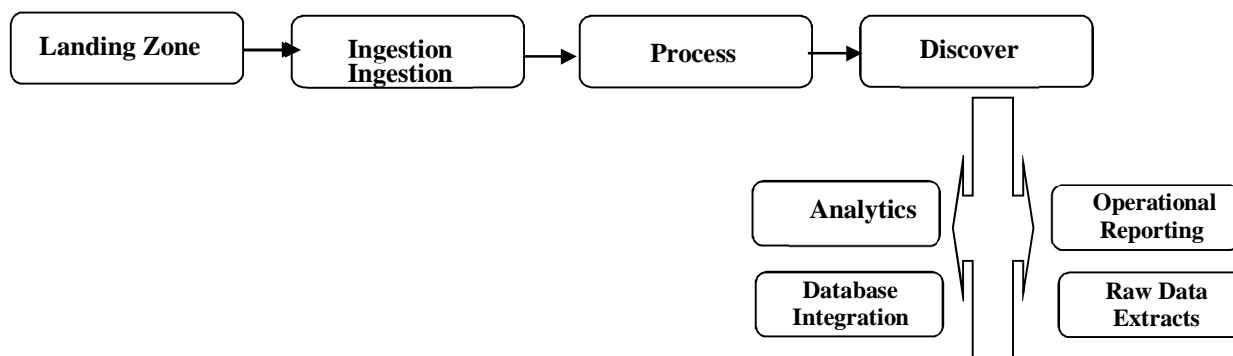 Landing Zone
Ingestion
Ingestion
Process
Discover
Analytics
Operational
Reporting
Database
Integration
Raw Data
Extracts